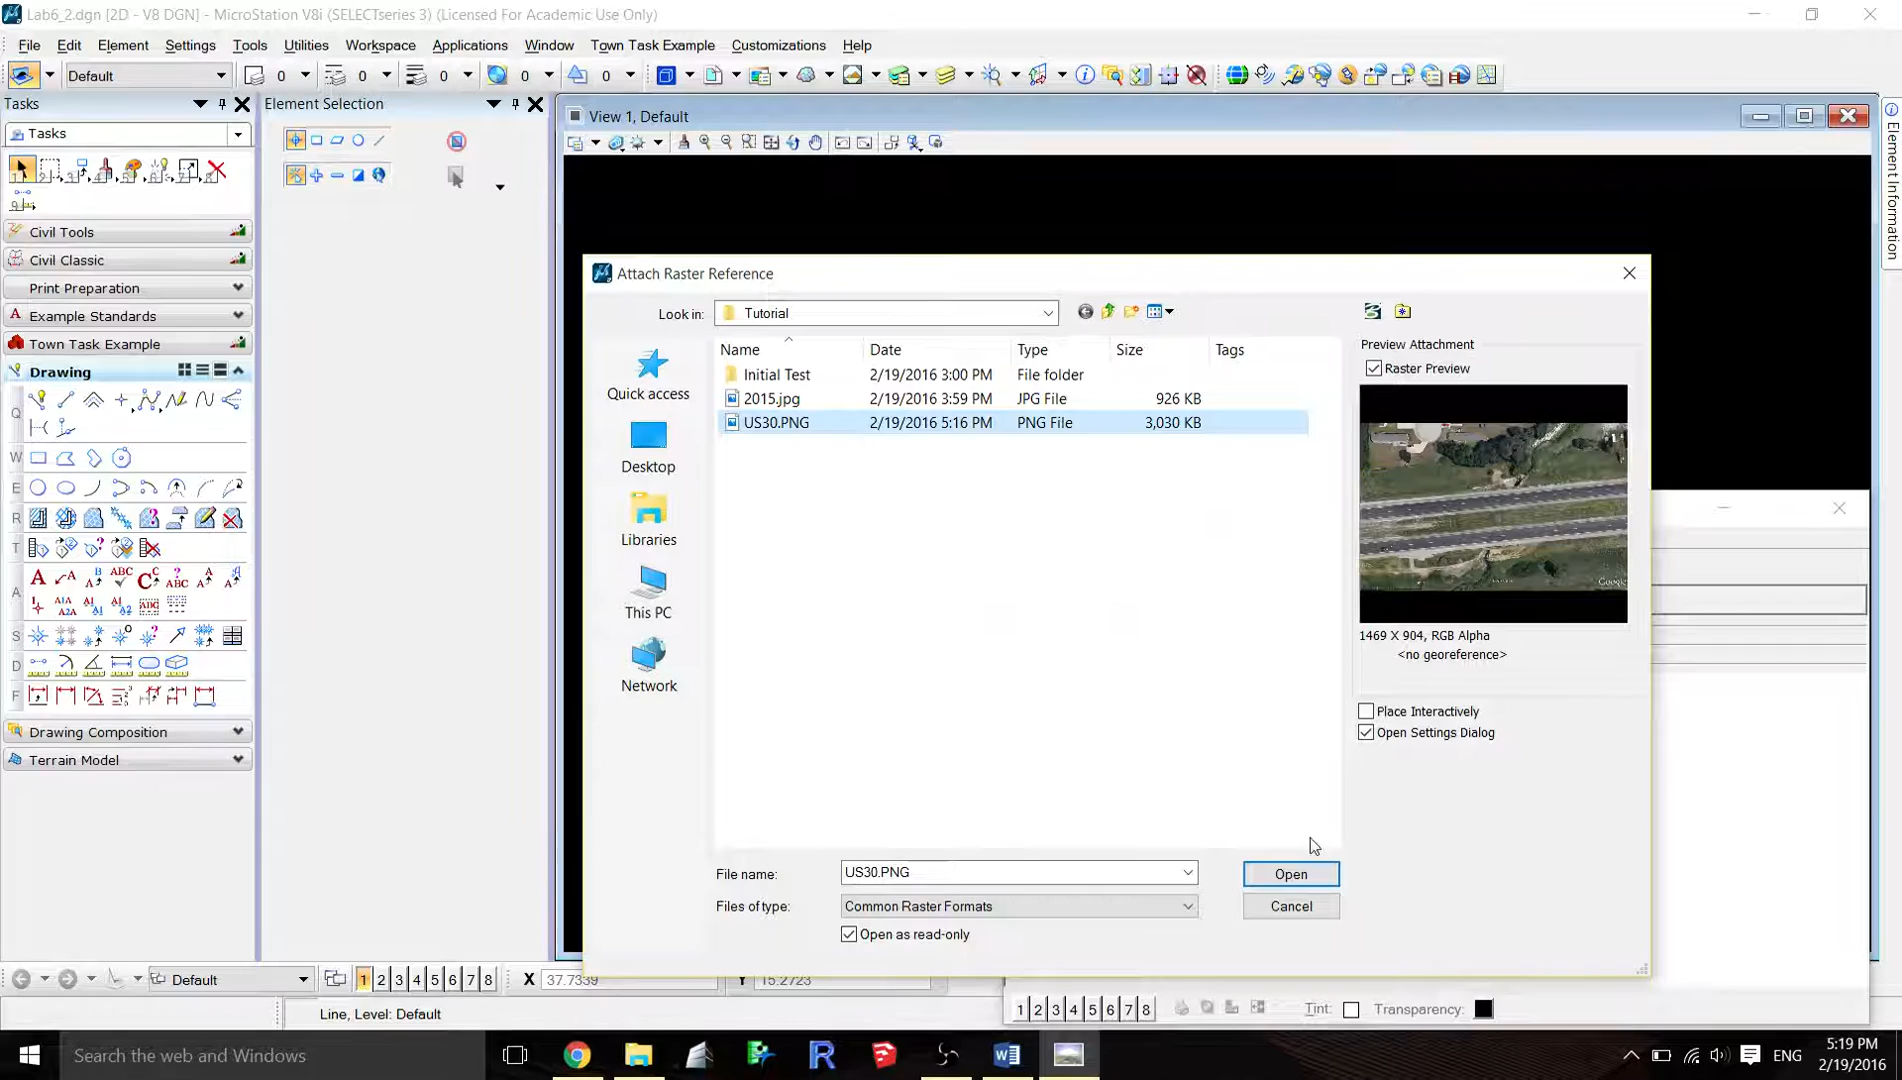 Lab6_2.dgn [2D - V8 DGN] - MicroStation V8i (SELECTseries 3) (Licensed For Academic Use Only)
File Edit Element Settings Tools Utilities Workspace Applications Window Town Task Example Customizations Help
Default 0 0 0 0 0
Tasks
Element Selection
View 1, Default
Element Information
Tasks
Civil Tools
Civil Classic
Print Preparation
Example Standards
Town Task Example
Drawing
Q
W
E
R
T
A
S
D
F
Drawing Composition
Terrain Model
Attach Raster Reference
Look in: Tutorial
Name Date Type Size Tags
Initial Test 2/19/2016 3:00 PM File folder
2015.jpg 2/19/2016 3:59 PM JPG File 926 KB
US30.PNG 2/19/2016 5:16 PM PNG File 3,030 KB
Quick access
Desktop
Libraries
This PC
Network
Preview Attachment
Raster Preview
Google
1469 X 904, RGB Alpha
<no georeference>
Place Interactively
Open Settings Dialog
File name: US30.PNG Open
Files of type: Common Raster Formats Cancel
Open as read-only
Default 1 2 3 4 5 6 7 8 X 37.7339 Y 15.2723
Line, Level: Default
1 2 3 4 5 6 7 8 Tint: Transparency:
Search the web and Windows
ENG
5:19 PM
2/19/2016